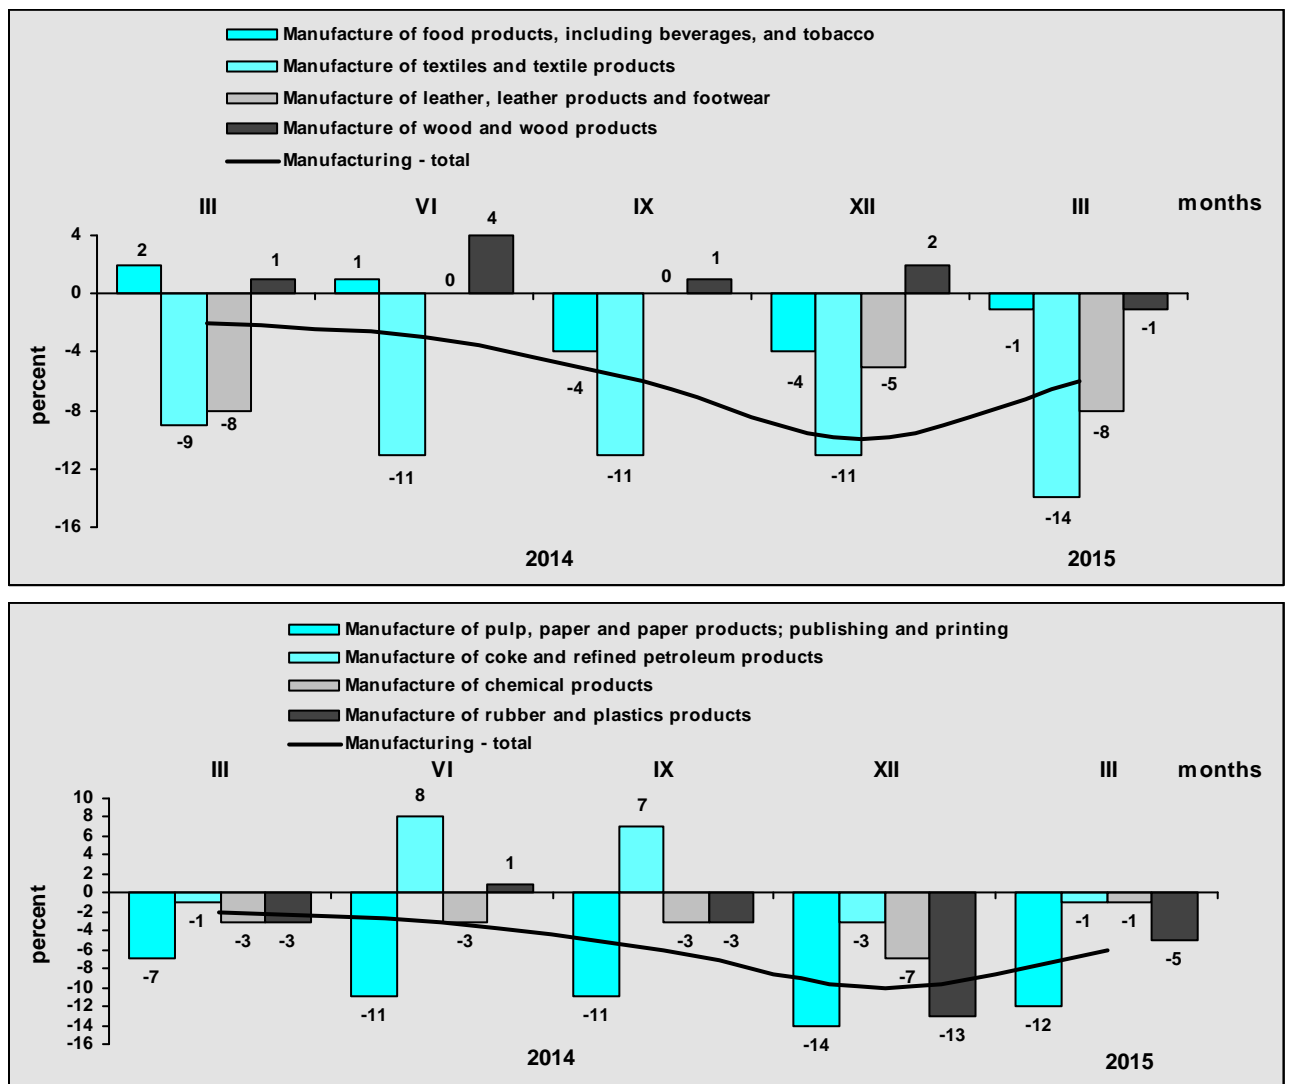 Manufacture of food products, including beverages, and tobacco
Manufacture of textiles and textile products
Manufacture of leather, leather products and footwear
Manufacture of wood and wood products
Manufacturing - total
III VI IX XII III months
percent
4
0
-4
-8
-12
-16
2 -9 -8 1
1 -11 0 4
-4 -11 0 1
-4 -11 -5 2
-1 -14 -8 -1
2014 2015
Manufacture of pulp, paper and paper products; publishing and printing
Manufacture of coke and refined petroleum products
Manufacture of chemical products
Manufacture of rubber and plastics products
Manufacturing - total
III VI IX XII III months
percent
10
8
6
4
2
0
-2
-4
-6
-8
-10
-12
-14
-16
-7 -1 -3 -3
-11 8 -3 1
-11 7 -3 -3
-14 -3 -7 -13
-12 -1 -1 -5
2014 2015